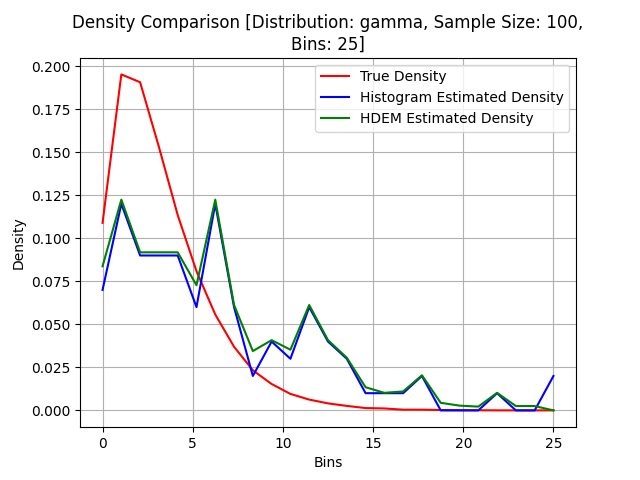 Density Comparison [Distribution: gamma, Sample Size: 100,
Bins: 25]
0.200
True Density
Histogram Estimated Density
HDEM Estimated Density
0.175
0.150
0.125
0.100
0.075
0.050
0.025
0.000
Density
0 5 10 15 20 25
Bins